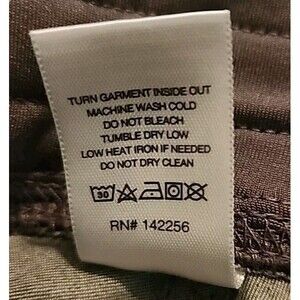 TURN GARMENT INSIDE OUT
MACHINE WASH COLD
DO NOT BLEACH
TUMBLE DRY LOW
LOW HEAT IRON IF NEEDED
DO NOT DRY CLEAN
30
RN# 142256